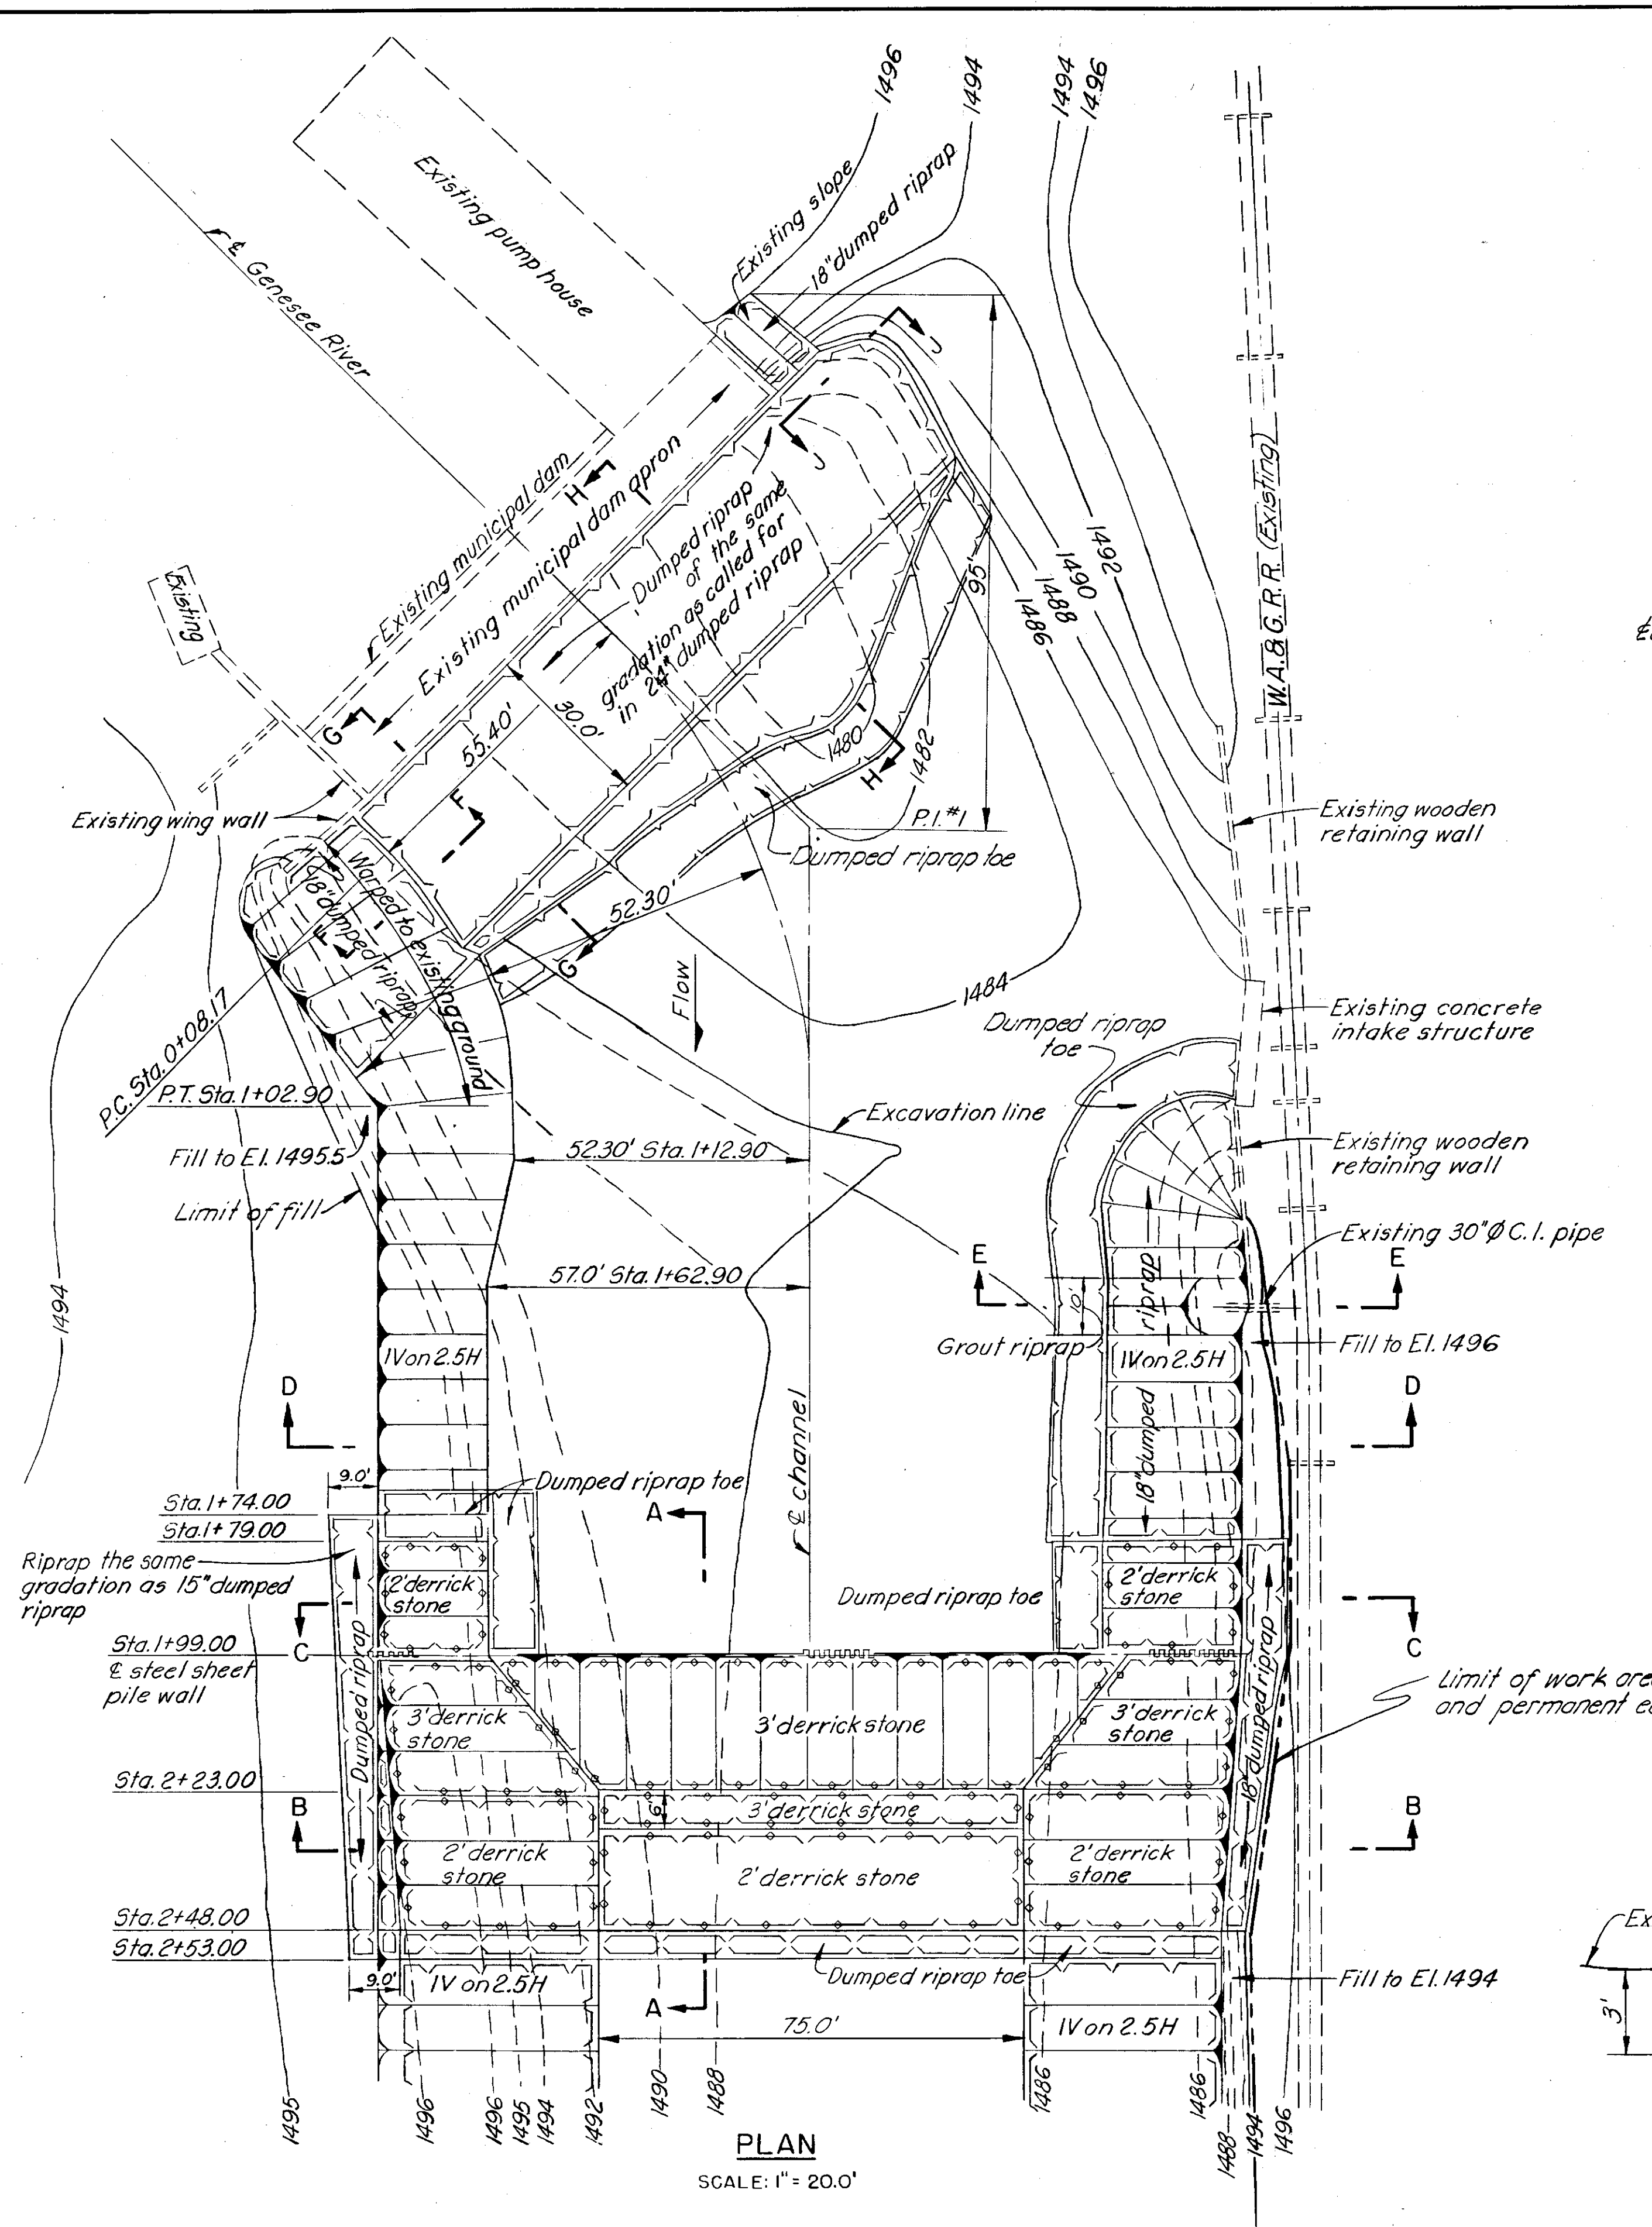 1496
1494
1494
1496
Existing pump house
Existing slope
18" dumped riprap
℄ Genesee River
Existing municipal dam
H
J
J
Existing municipal dam apron
Dumped riprap
of the same
gradation as called for
in 24" dumped riprap
W.A.&G.R.R. (Existing)
1492
1490
1488
1486
95'
Existing
G
55.40'
30.0'
F
1480
1482
H
P.I.#1
Existing wing wall
Dumped riprap toe
Existing wooden
retaining wall
Warped to existing ground
18" dumped riprap
F
52.30'
G
Flow
1484
Existing concrete
intake structure
Dumped riprap
toe
P.C. Sta. 0+08.17
P.T. Sta. 1+02.90
Excavation line
Fill to El. 1495.5
52.30' Sta. 1+12.90
Existing wooden
retaining wall
Limit of fill
Existing 30"Ø C.I. pipe
E
E
57.0' Sta. 1+62.90
10'
riprap
1494
Grout riprap
1V on 2.5H
1V on 2.5H
Fill to El. 1496
D
D
℄ channel
18" dumped
9.0'
Dumped riprap toe
Sta. 1+74.00
Sta. 1+79.00
A
Riprap the same
gradation as 15" dumped
riprap
2' derrick
stone
Dumped riprap toe
2' derrick
stone
C
C
Sta. 1+99.00
℄ steel sheet
pile wall
Dumped riprap
18" dumped riprap
Limit of work
and permanent
3' derrick
stone
3' derrick stone
3' derrick
stone
Sta. 2+23.00
B
B
6'
3' derrick stone
2' derrick
stone
2' derrick stone
2' derrick
stone
Sta. 2+48.00
Sta. 2+53.00
9.0'
1V on 2.5H
Dumped riprap toe
Fill to El. 1494
A
75.0'
1V on 2.5H
3'
1495
1496
1496
1495
1494
1492
1490
1488
1486
1486
1488
1494
1496
PLAN
SCALE: 1" = 20.0'